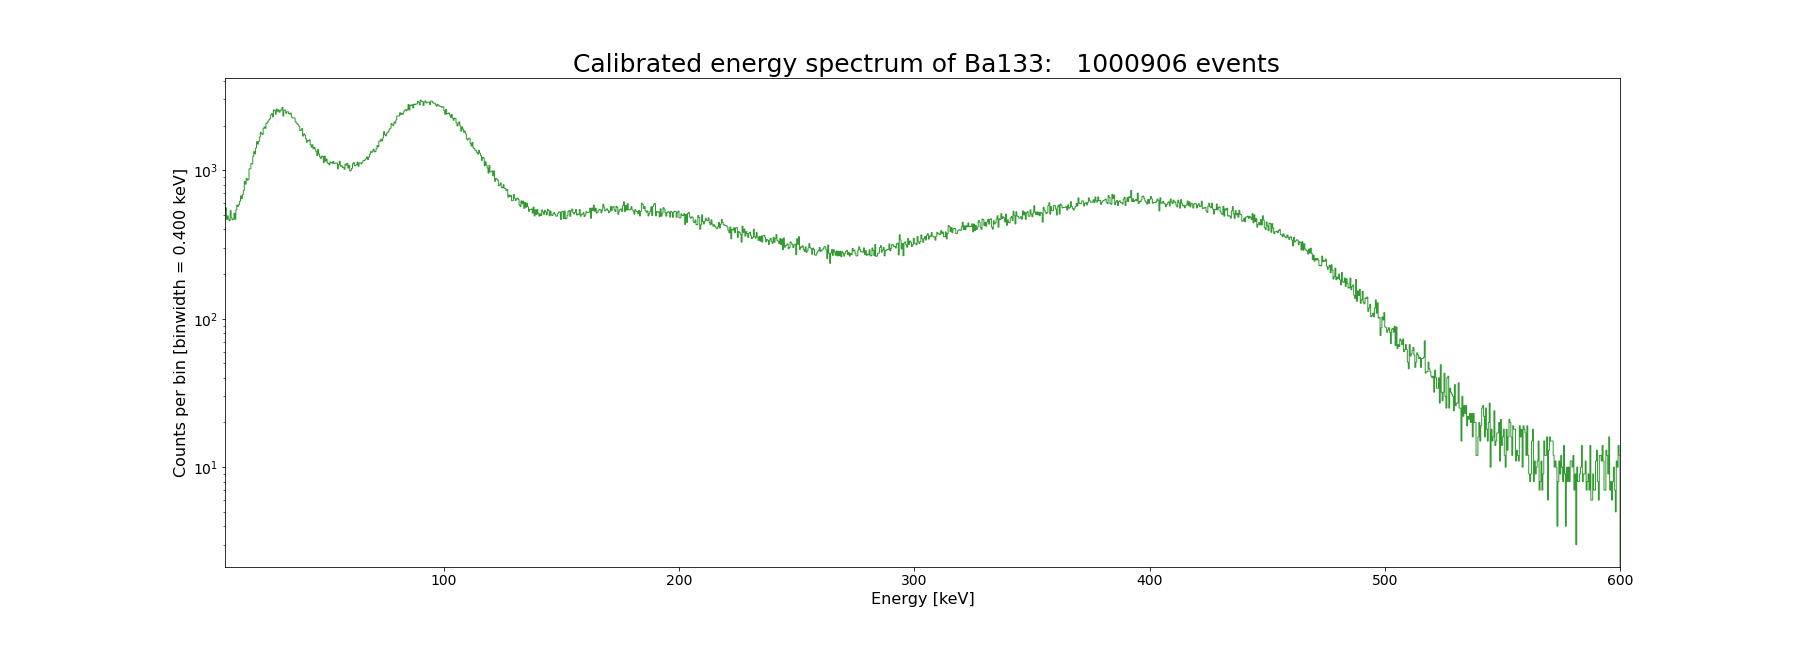 Calibrated energy spectrum of Ba133:   1000906 events
Counts per bin [binwidth = 0.400 keV]
10³
10²
10¹
100 200 300 400 500 600
Energy [keV]